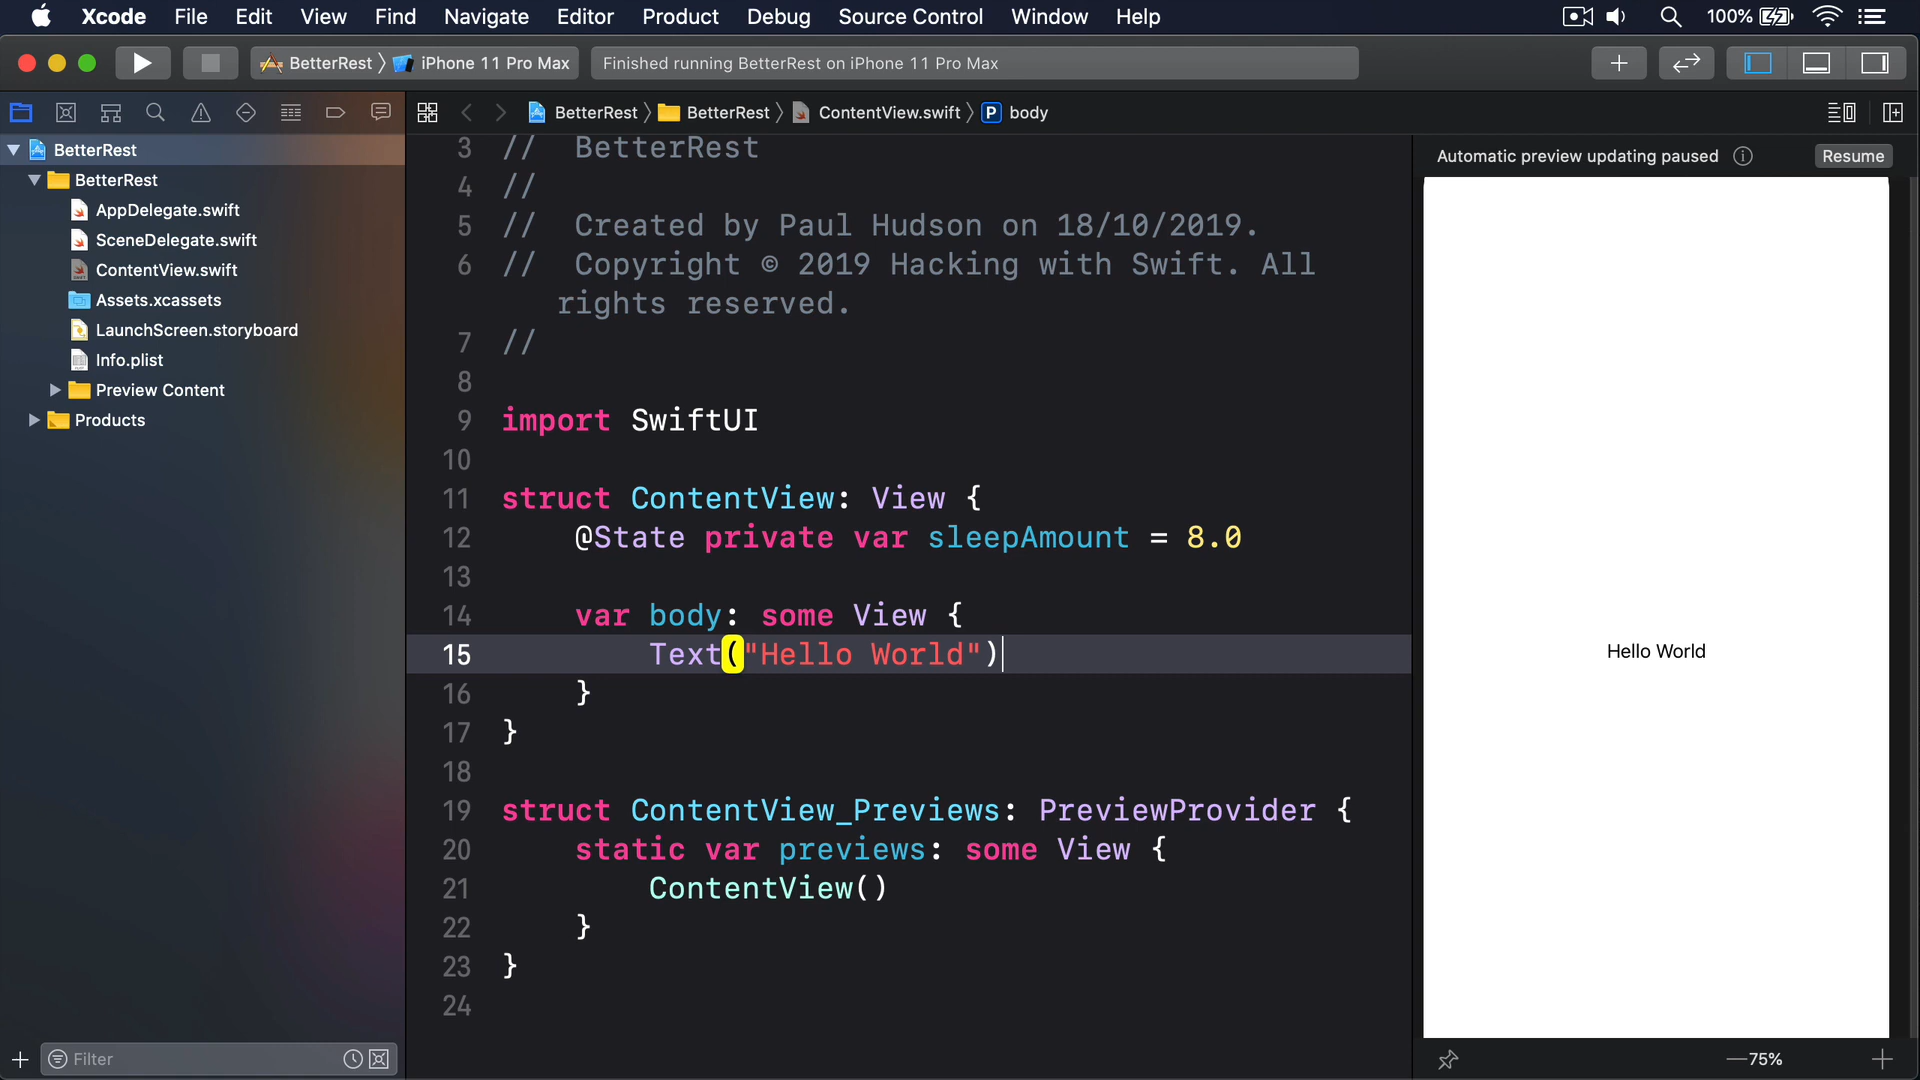 Xcode File Edit View Find Navigate Editor Product Debug Source Control Window Help 100%
BetterRest iPhone 11 Pro Max Finished running BetterRest on iPhone 11 Pro Max
BetterRest BetterRest ContentView.swift P body
BetterRest
BetterRest
AppDelegate.swift
SceneDelegate.swift
ContentView.swift
Assets.xcassets
LaunchScreen.storyboard
Info.plist
Preview Content
Products
Filter
3 // BetterRest
4 //
5 // Created by Paul Hudson on 18/10/2019.
6 // Copyright © 2019 Hacking with Swift. All
rights reserved.
7 //
8
9 import SwiftUI
10
11 struct ContentView: View {
12 @State private var sleepAmount = 8.0
13
14 var body: some View {
15 Text("Hello World")
16 }
17 }
18
19 struct ContentView_Previews: PreviewProvider {
20 static var previews: some View {
21 ContentView()
22 }
23 }
24
Automatic preview updating paused Resume
Hello World
75%